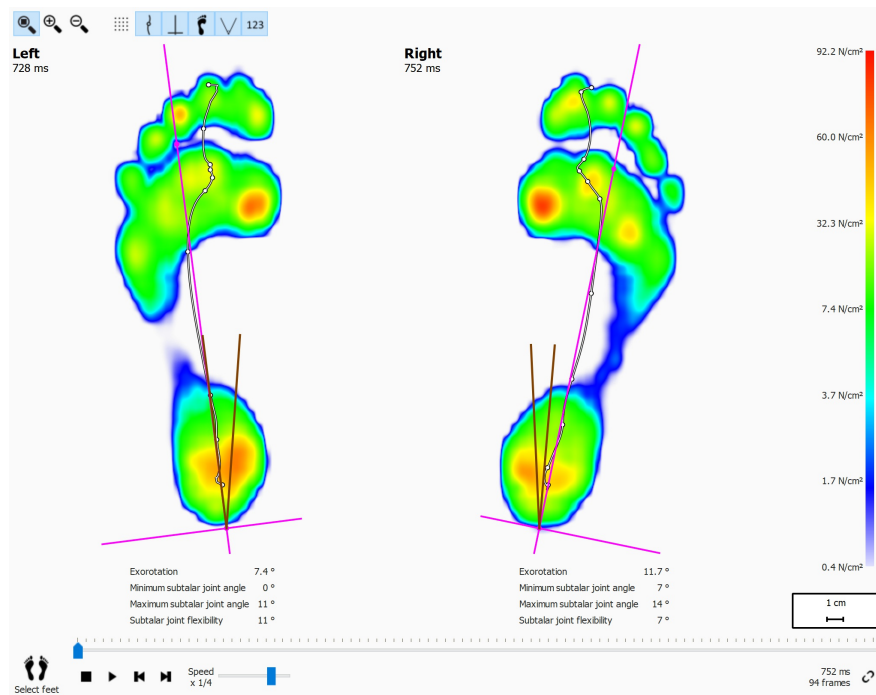 123
Left
728 ms
Right
752 ms
92.2 N/cm²
60.0 N/cm²
32.3 N/cm²
7.4 N/cm²
3.7 N/cm²
1.7 N/cm²
0.4 N/cm²
Exorotation 7.4 °
Minimum subtalar joint angle 0 °
Maximum subtalar joint angle 11 °
Subtalar joint flexibility 11 °
Exorotation 11.7 °
Minimum subtalar joint angle 7 °
Maximum subtalar joint angle 14 °
Subtalar joint flexibility 7 °
1 cm
Select feet
Speed
x 1/4
752 ms
94 frames